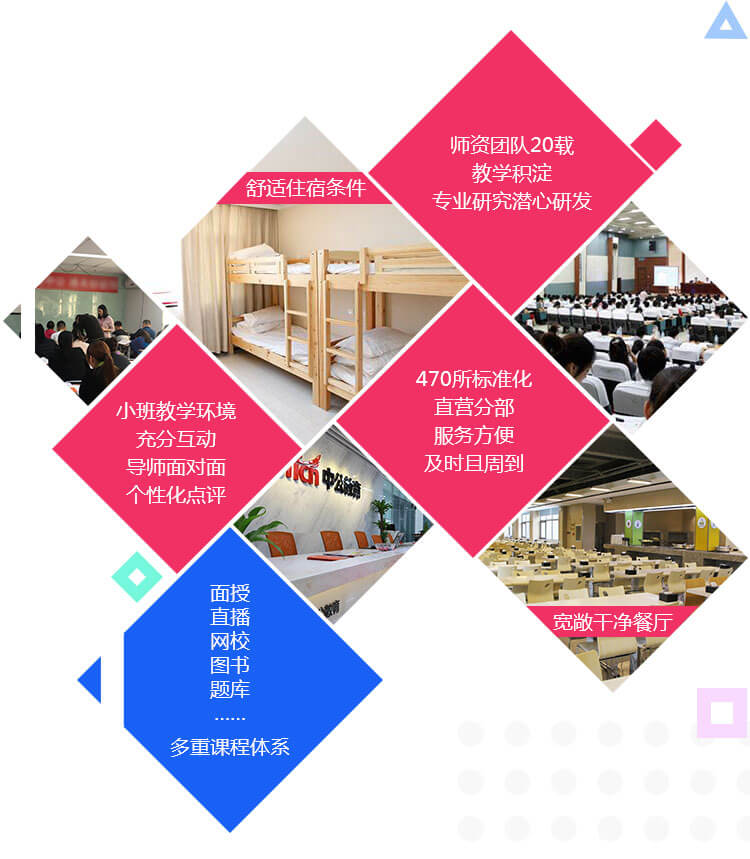 师资团队20载
教学积淀
专业研究潜心研发
舒适住宿条件
470所标准化
直营分部
服务方便
及时且周到
小班教学环境
充分互动
导师面对面
个性化点评
中公教育
面授
直播
网校
图书
题库
......
多重课程体系
宽敞干净餐厅